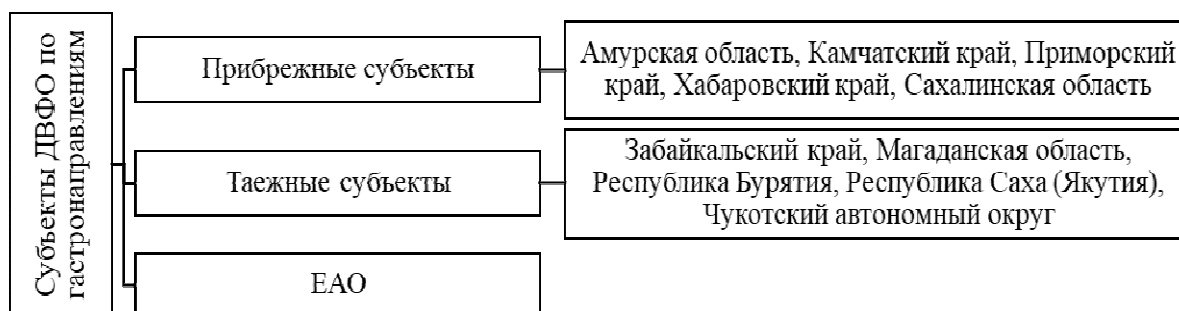 Субъекты ДВФО по
гастронаправлениям
Прибрежные субъекты
Амурская область, Камчатский край, Приморский
край, Хабаровский край, Сахалинская область
Таежные субъекты
Забайкальский край, Магаданская область,
Республика Бурятия, Республика Саха (Якутия),
Чукотский автономный округ
ЕАО